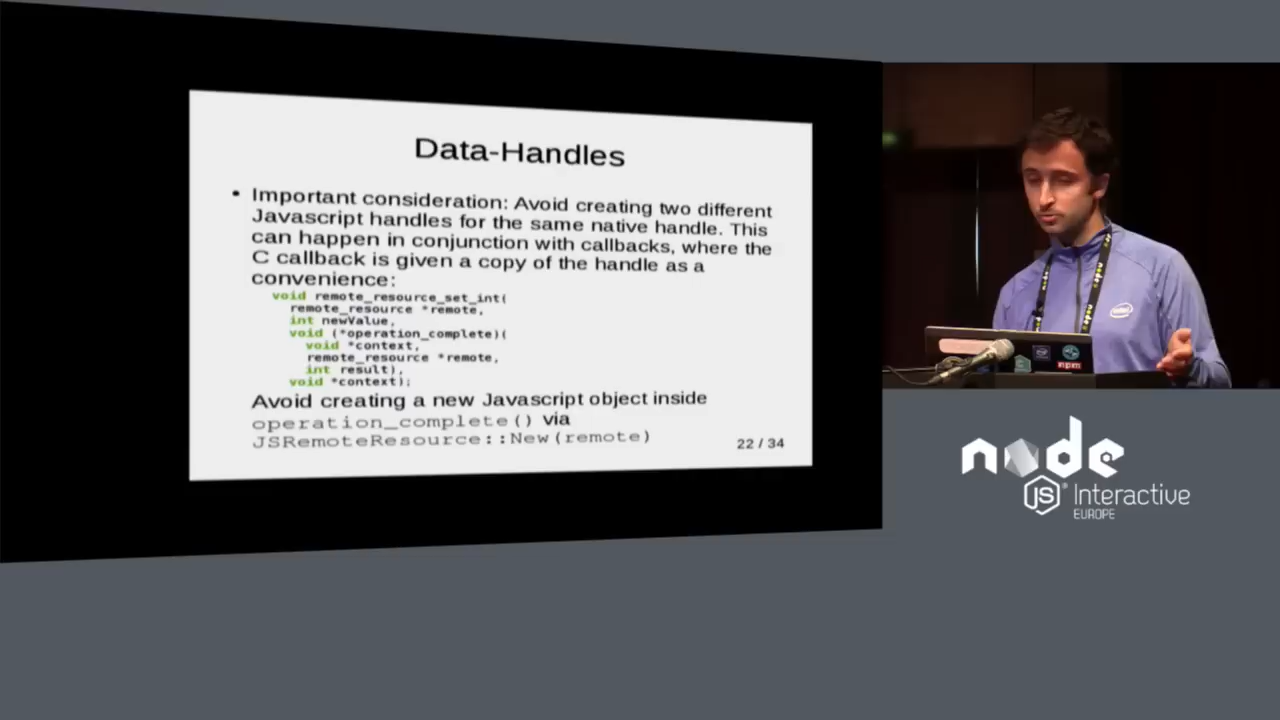 Data-Handles
• Important consideration: Avoid creating two different
Javascript handles for the same native handle. This
can happen in conjunction with callbacks, where the
C callback is given a copy of the handle as a
convenience:
void remote_resource_set_int(
remote_resource *remote,
int newValue,
void (*operation_complete)(
void *context,
remote_resource *remote,
int result),
void *context);
Avoid creating a new Javascript object inside
operation_complete() via
JSRemoteResource::New(remote)
22 / 34
intel
npm
node
JS Interactive
EUROPE